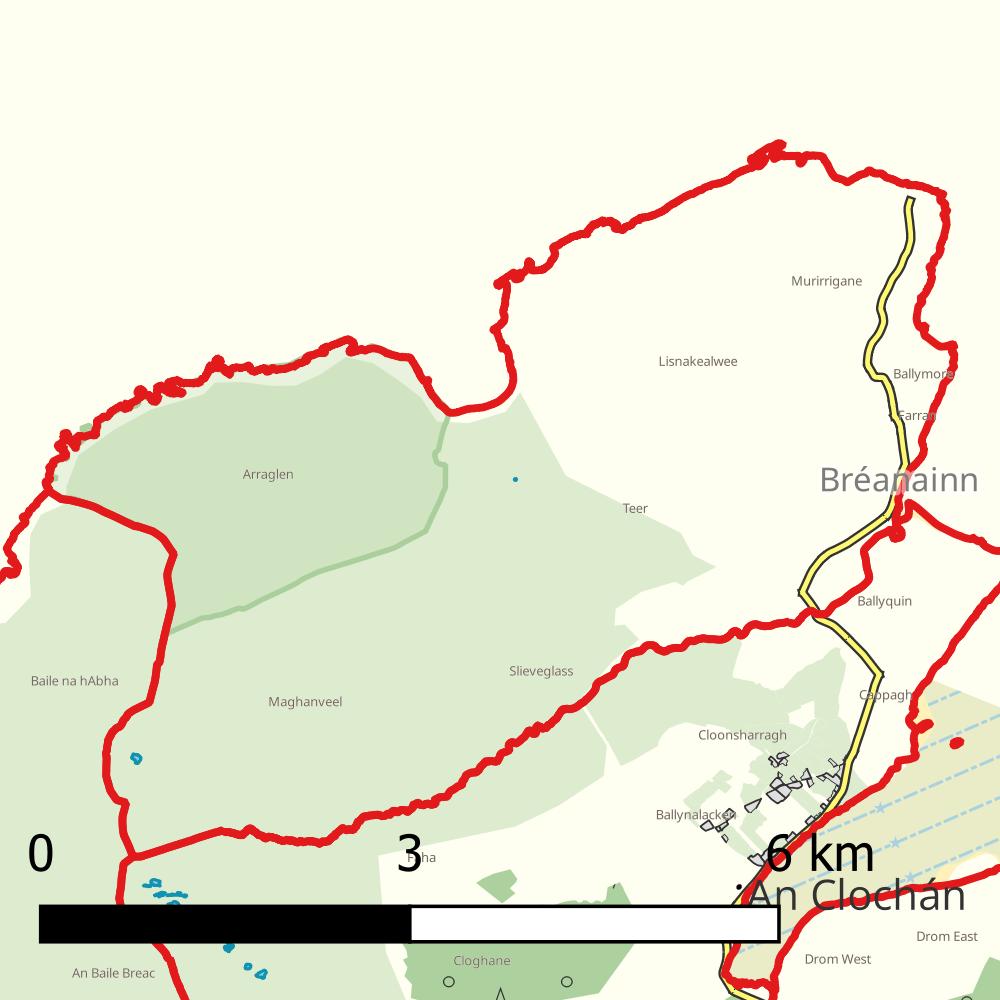 Murirrigane
Lisnakealwee
Ballymore
Farran
Arraglen
Bréanainn
Teer
Ballyquin
Slieveglass
Baile na hAbha
Maghanveel
Cappagh
Cloonsharragh
Ballynalacken
0 3 6 km
Faha
An Clochán
Drom East
Cloghane
Drom West
An Baile Breac